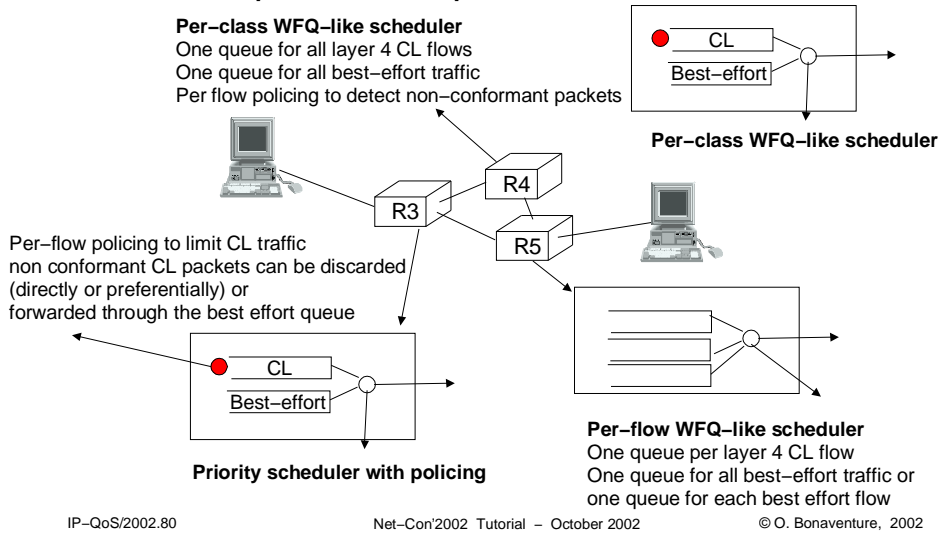 Per−class WFQ−like scheduler
One queue for all layer 4 CL flows
One queue for all best−effort traffic
Per flow policing to detect non−conformant packets
CL
Best−effort
Per−class WFQ−like scheduler
R4
R3
R5
Per−flow policing to limit CL traffic
non conformant CL packets can be discarded
(directly or preferentially) or
forwarded through the best effort queue
CL
Best−effort
Priority scheduler with policing
Per−flow WFQ−like scheduler
One queue per layer 4 CL flow
One queue for all best−effort traffic or
one queue for each best effort flow
IP−QoS/2002.80
Net−Con'2002 Tutorial − October 2002
© O. Bonaventure, 2002